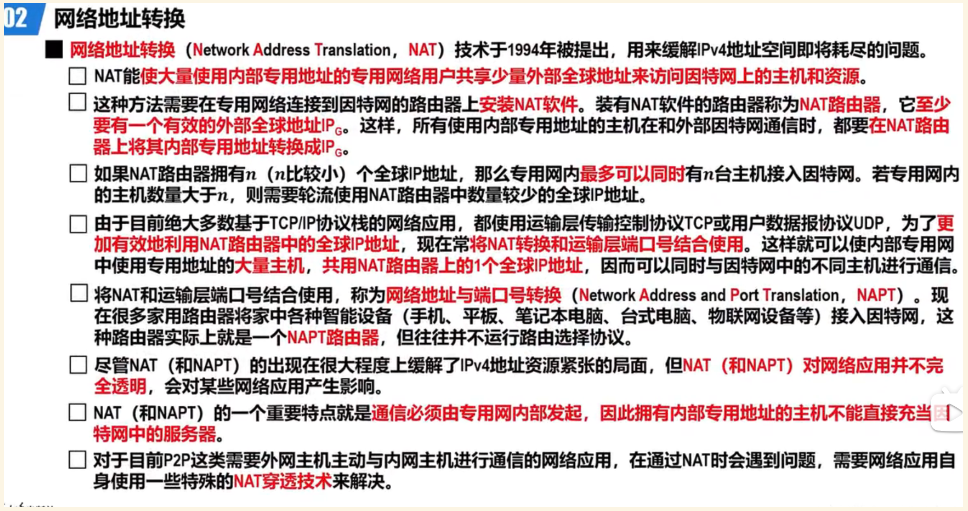 02 网络地址转换
网络地址转换（Network Address Translation，NAT）技术于1994年被提出，用来缓解IPv4地址空间即将耗尽的问题。
NAT能使大量使用内部专用地址的专用网络用户共享少量外部全球地址来访问因特网上的主机和资源。
这种方法需要在专用网络连接到因特网的路由器上安装NAT软件。装有NAT软件的路由器称为NAT路由器，它至少
要有一个有效的外部全球地址IPG。这样，所有使用内部专用地址的主机在和外部因特网通信时，都要在NAT路由
器上将其内部专用地址转换成IPG。
如果NAT路由器拥有n（n比较小）个全球IP地址，那么专用网内最多可以同时有n台主机接入因特网。若专用网内
的主机数量大于n，则需要轮流使用NAT路由器中数量较少的全球IP地址。
由于目前绝大多数基于TCP/IP协议栈的网络应用，都使用运输层传输控制协议TCP或用户数据报协议UDP，为了更
加有效地利用NAT路由器中的全球IP地址，现在常将NAT转换和运输层端口号结合使用。这样就可以使内部专用网
中使用专用地址的大量主机，共用NAT路由器上的1个全球IP地址，因而可以同时与因特网中的不同主机进行通信。
将NAT和运输层端口号结合使用，称为网络地址与端口号转换（Network Address and Port Translation，NAPT）。现
在很多家用路由器将家中各种智能设备（手机、平板、笔记本电脑、台式电脑、物联网设备等）接入因特网，这
种路由器实际上就是一个NAPT路由器，但往往并不运行路由选择协议。
尽管NAT（和NAPT）的出现在很大程度上缓解了IPv4地址资源紧张的局面，但NAT（和NAPT）对网络应用并不完
全透明，会对某些网络应用产生影响。
NAT（和NAPT）的一个重要特点就是通信必须由专用网内部发起，因此拥有内部专用地址的主机不能直接充当因
特网中的服务器。
对于目前P2P这类需要外网主机主动与内网主机进行通信的网络应用，在通过NAT时会遇到问题，需要网络应用自
身使用一些特殊的NAT穿透技术来解决。